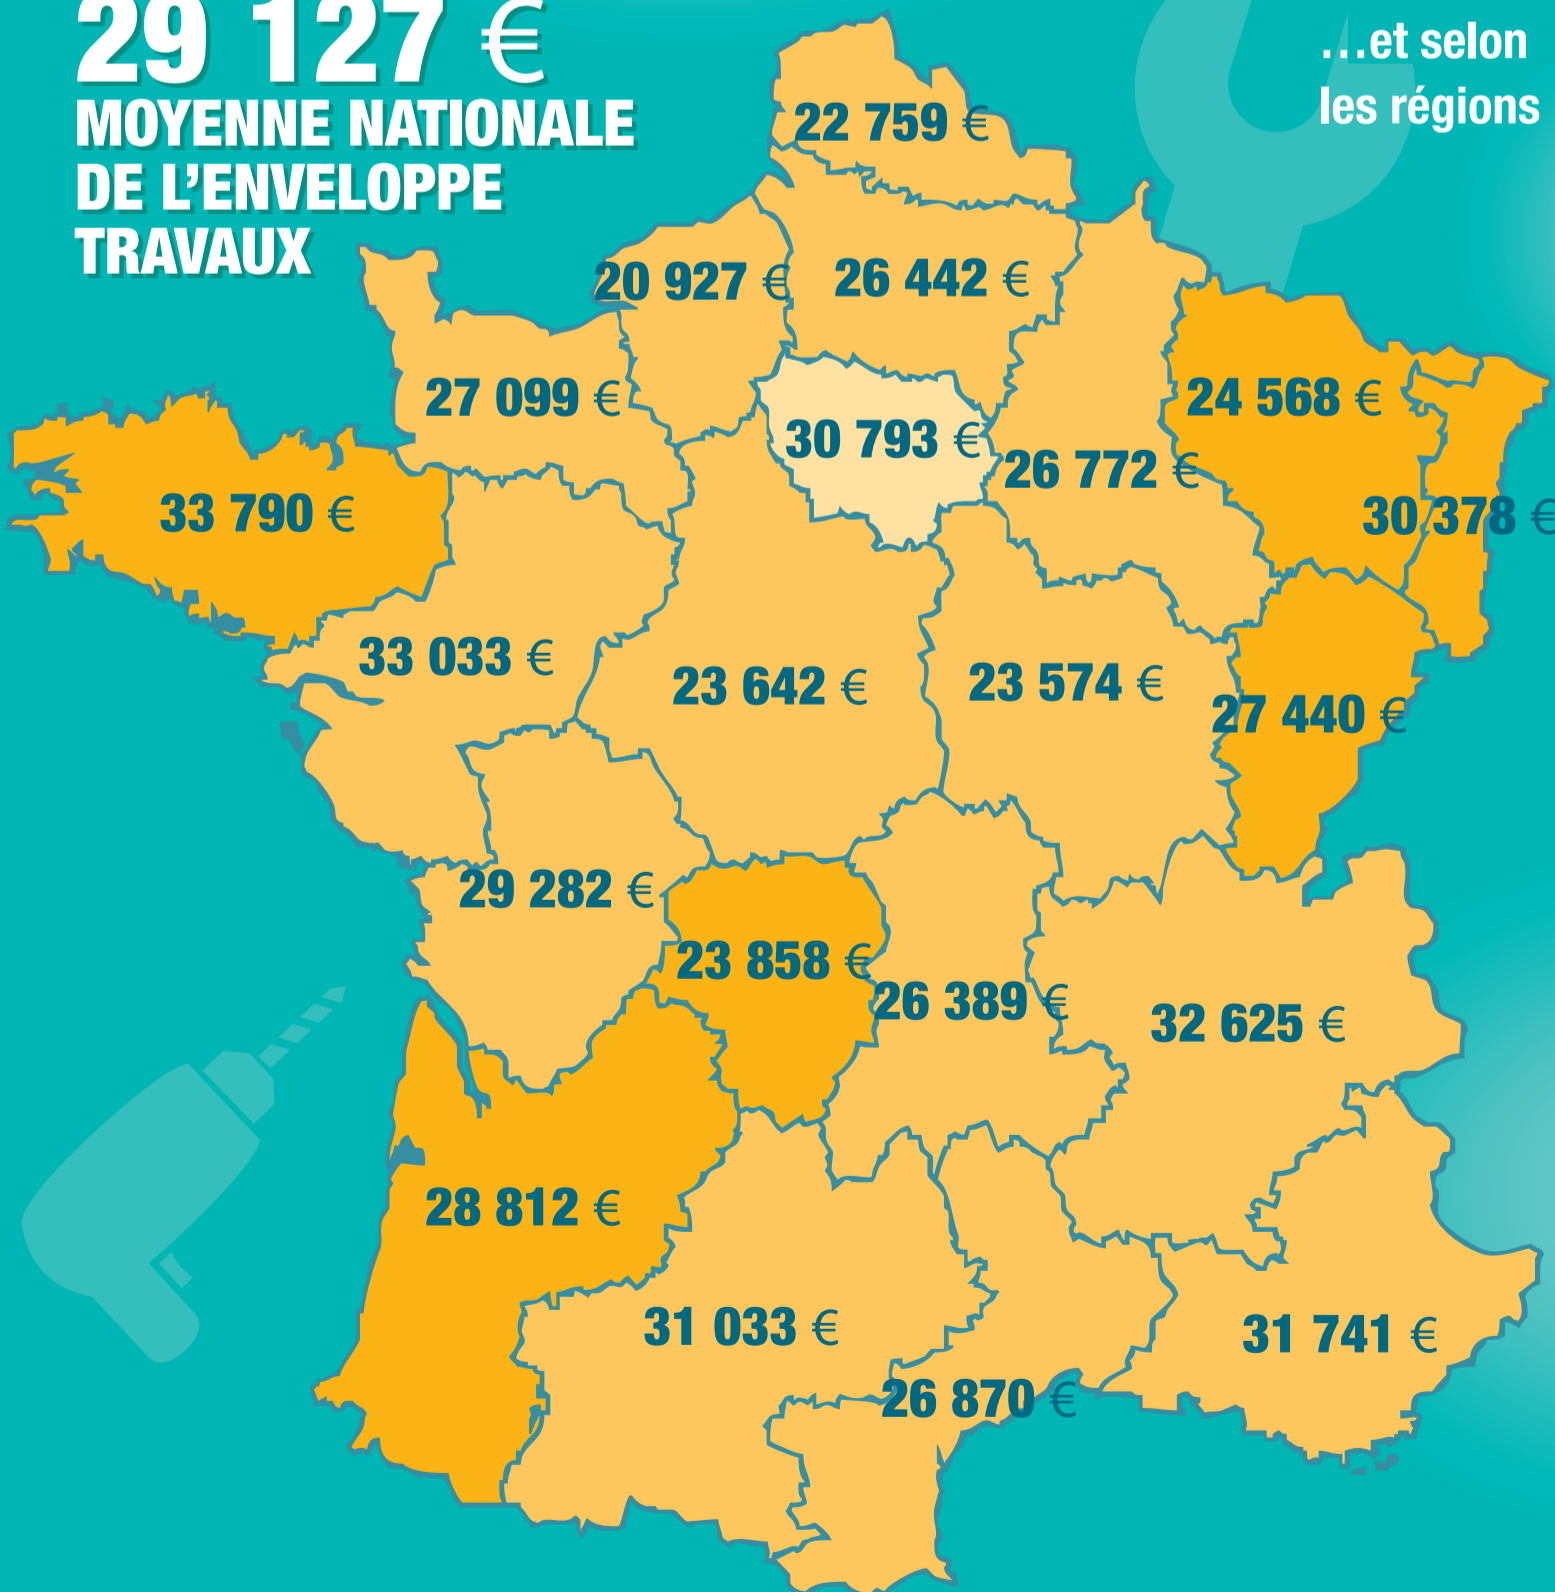 29 127 €
MOYENNE NATIONALE
DE L’ENVELOPPE
TRAVAUX
…et selon
les régions
22 759 €
20 927 €
26 442 €
27 099 €
30 793 €
24 568 €
26 772 €
33 790 €
30 378 €
33 033 €
23 642 €
23 574 €
27 440 €
29 282 €
23 858 €
26 389 €
32 625 €
28 812 €
31 033 €
31 741 €
26 870 €